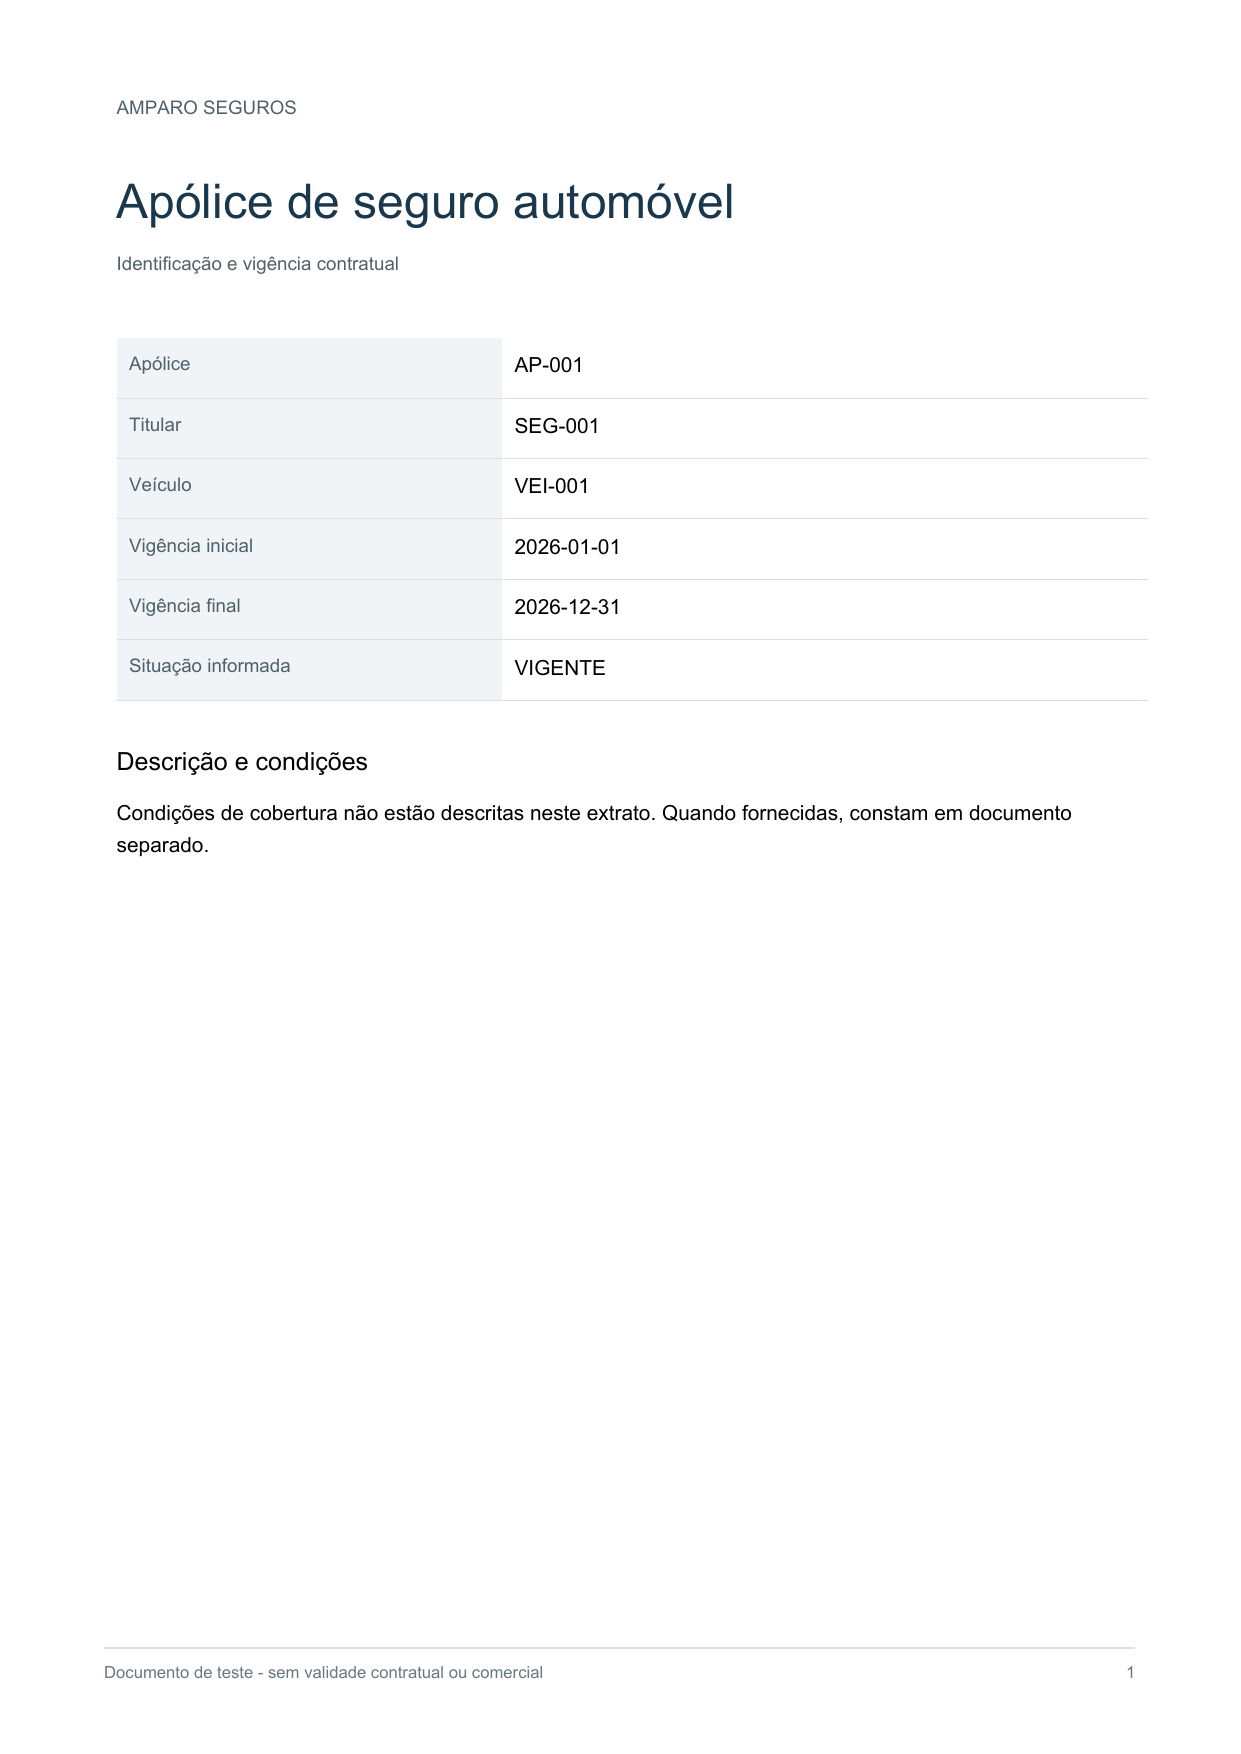 AMPARO SEGUROS
Apólice de seguro automóvel
Identificação e vigência contratual
Apólice AP-001
Titular SEG-001
Veículo VEI-001
Vigência inicial 2026-01-01
Vigência final 2026-12-31
Situação informada VIGENTE
Descrição e condições
Condições de cobertura não estão descritas neste extrato. Quando fornecidas, constam em documento
separado.
Documento de teste - sem validade contratual ou comercial 1